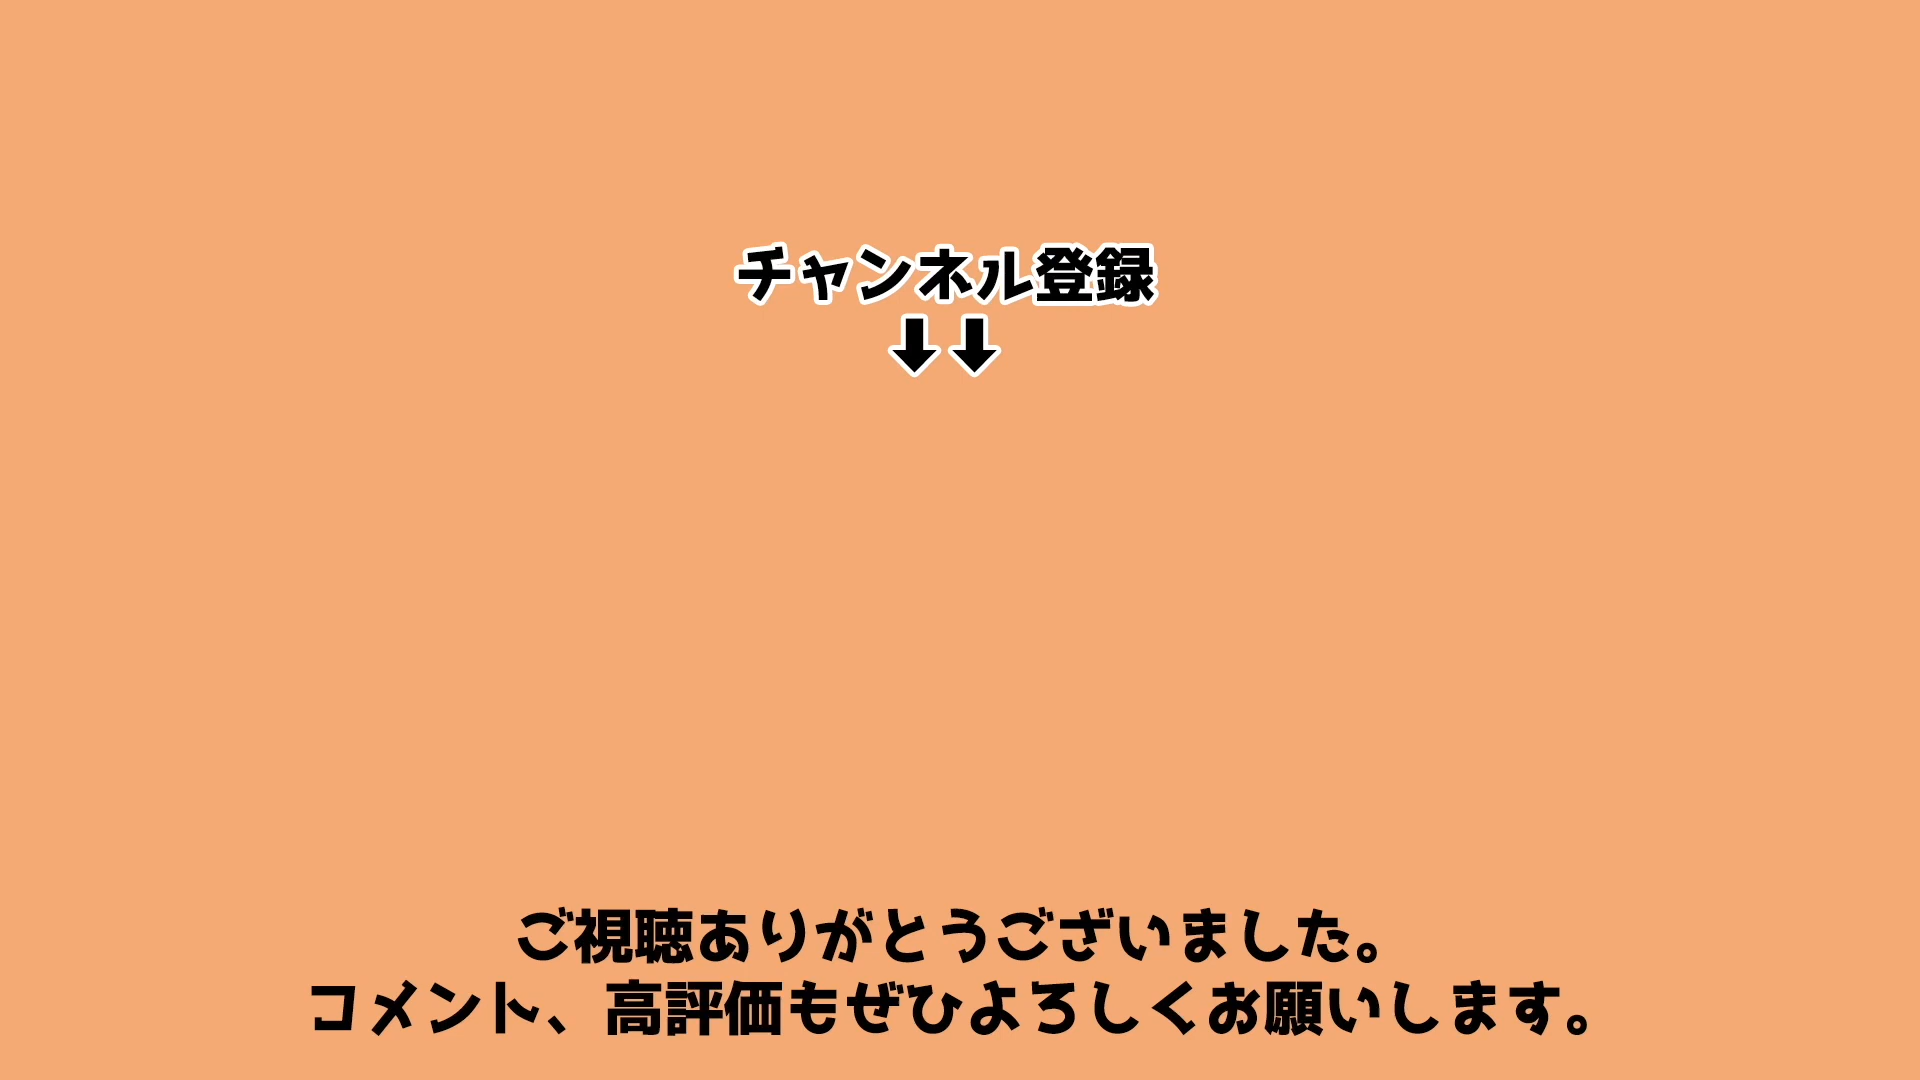 チャンネル登録
⬇⬇
ご視聴ありがとうございました。
コメント、高評価もぜひよろしくお願いします。